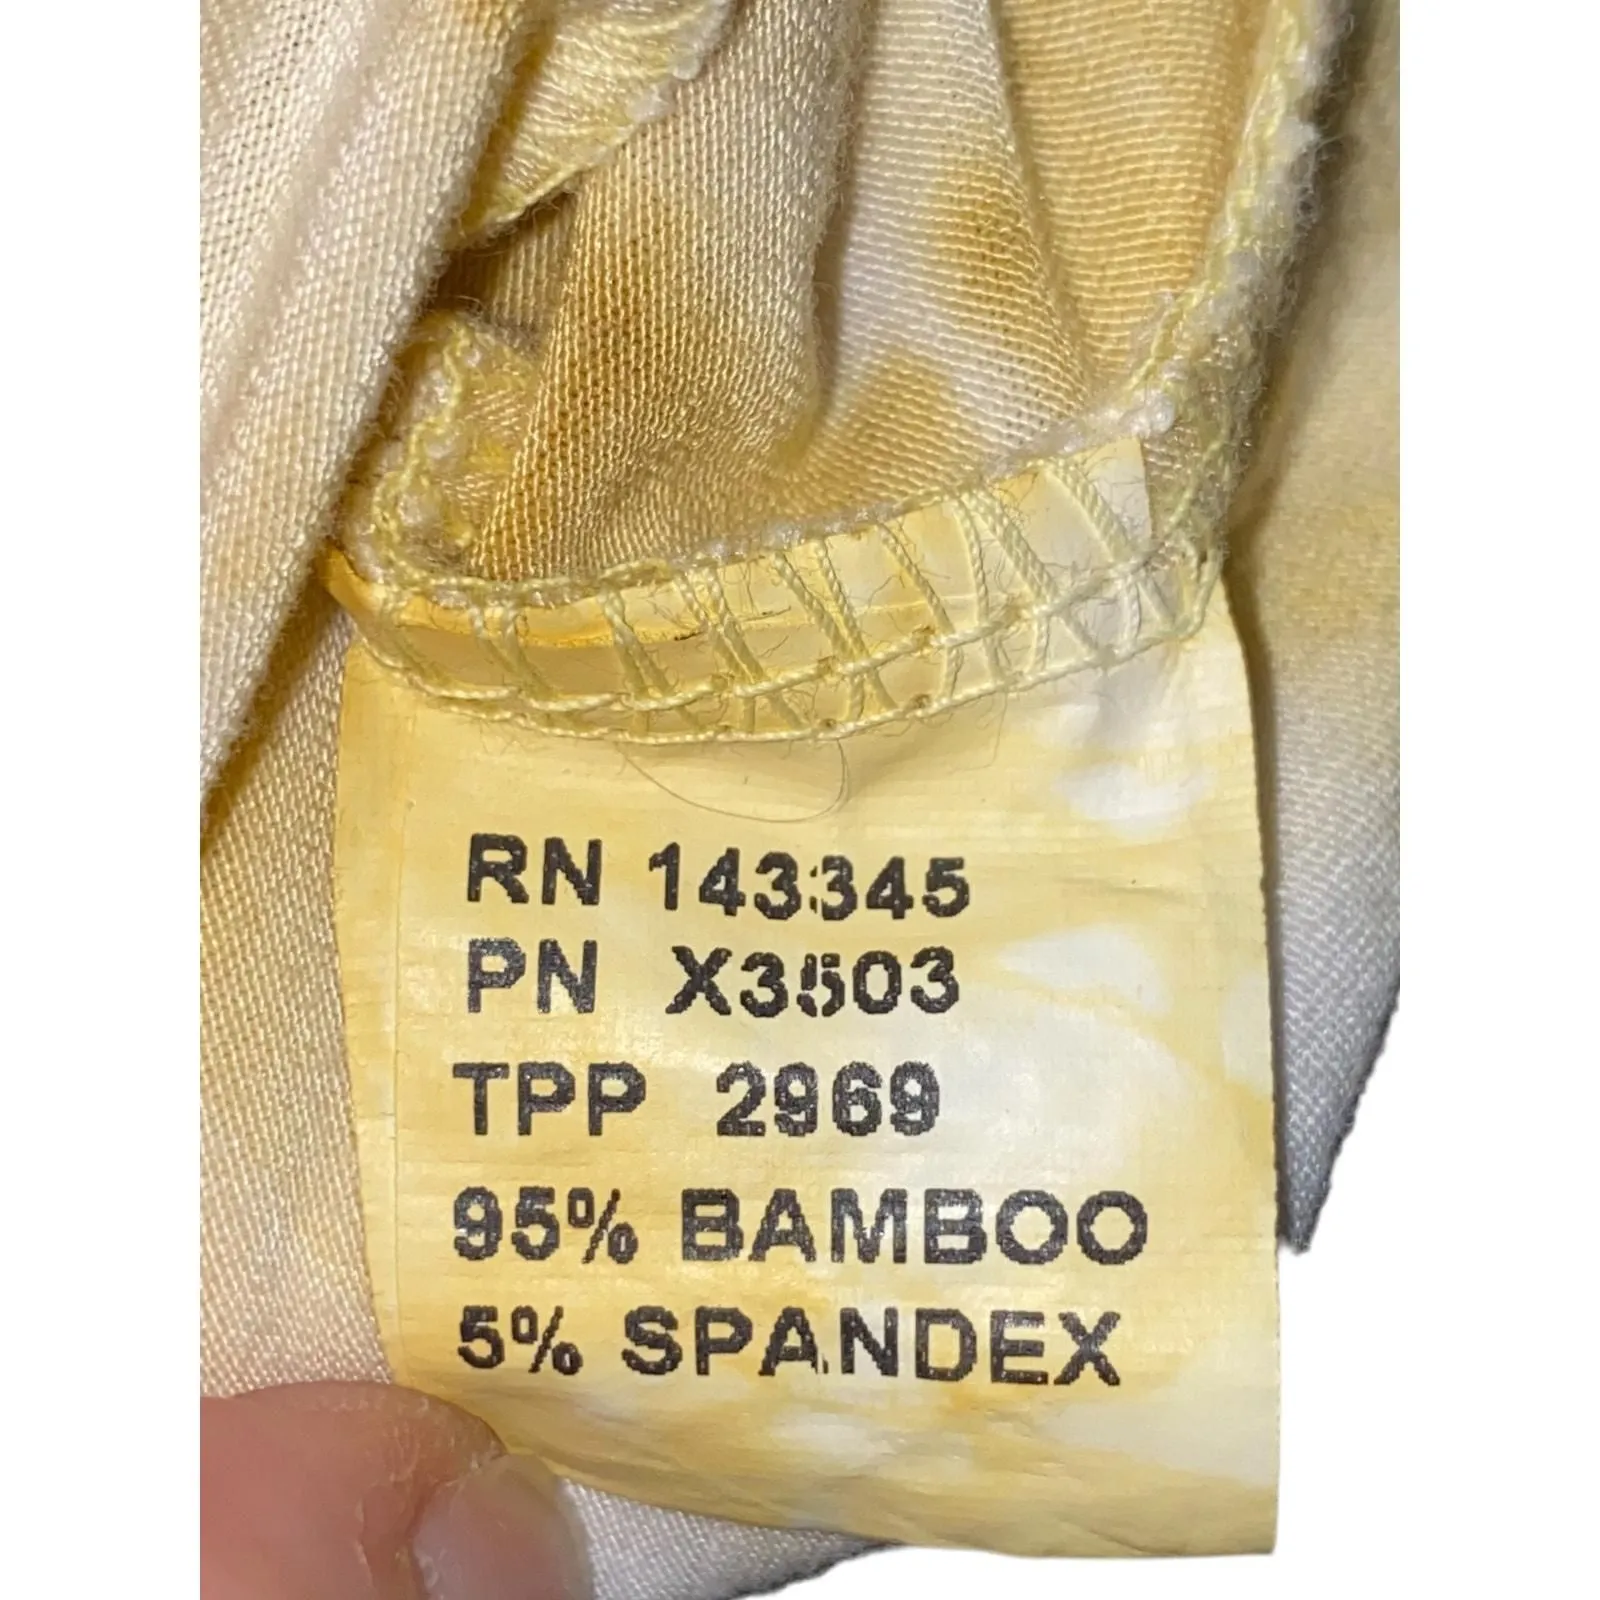 RN 143345
PN X3503
TPP 2969
95% BAMBOO
5% SPANDEX